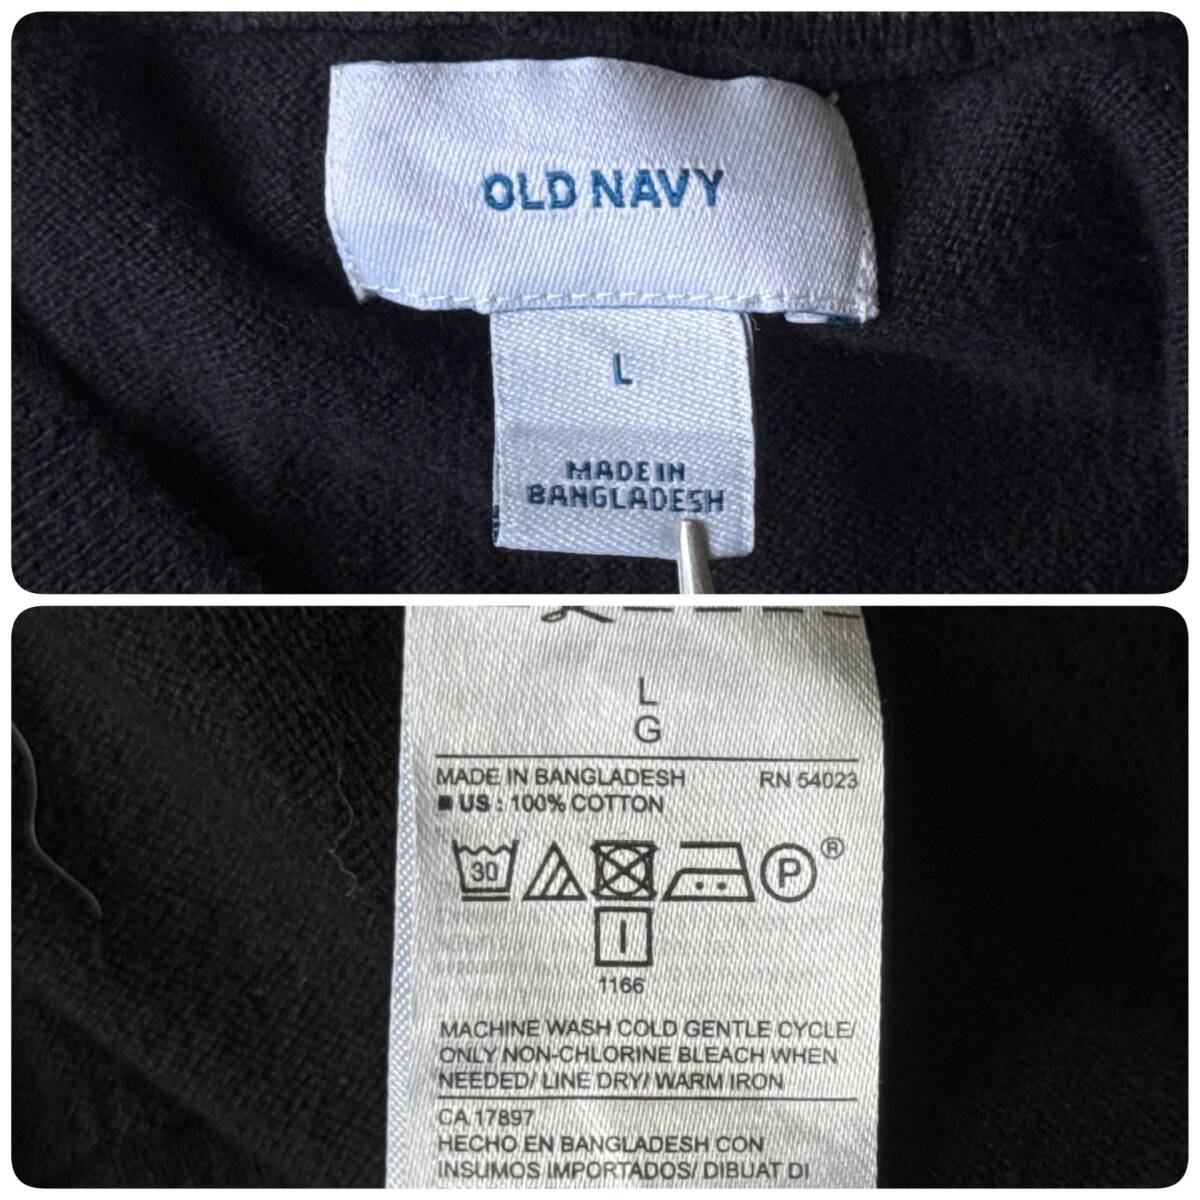 OLD NAVY
L
MADE IN
BANGLADESH
L
G
MADE IN BANGLADESH RN 54023
US : 100% COTTON
30 P ®
I
1166
MACHINE WASH COLD GENTLE CYCLE/
ONLY NON-CHLORINE BLEACH WHEN
NEEDED/ LINE DRY/ WARM IRON
CA 17897
HECHO EN BANGLADESH CON
INSUMOS IMPORTADOS/ DIBUAT DI